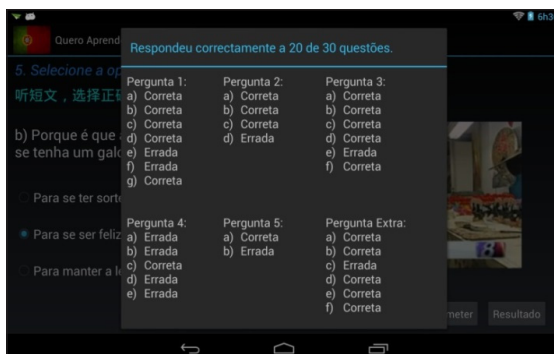 6h3
Quero Aprend
Respondeu correctamente a 20 de 30 questões.
5. Selecione a op
听短文，选择正
b) Porque é que
se tenha um galo
Para se ter sorte
Para se ser feliz
Para manter a
Pergunta 1:
a) Correta
b) Correta
c) Correta
d) Correta
e) Errada
f) Errada
g) Correta
Pergunta 2:
a) Correta
b) Correta
c) Correta
d) Errada
Pergunta 3:
a) Correta
b) Correta
c) Correta
d) Correta
e) Errada
f) Correta
Pergunta 4:
a) Errada
b) Errada
c) Correta
d) Errada
e) Errada
Pergunta 5:
a) Correta
b) Errada
Pergunta Extra:
a) Correta
b) Correta
c) Errada
d) Correta
e) Correta
f) Correta
meter
Resultado